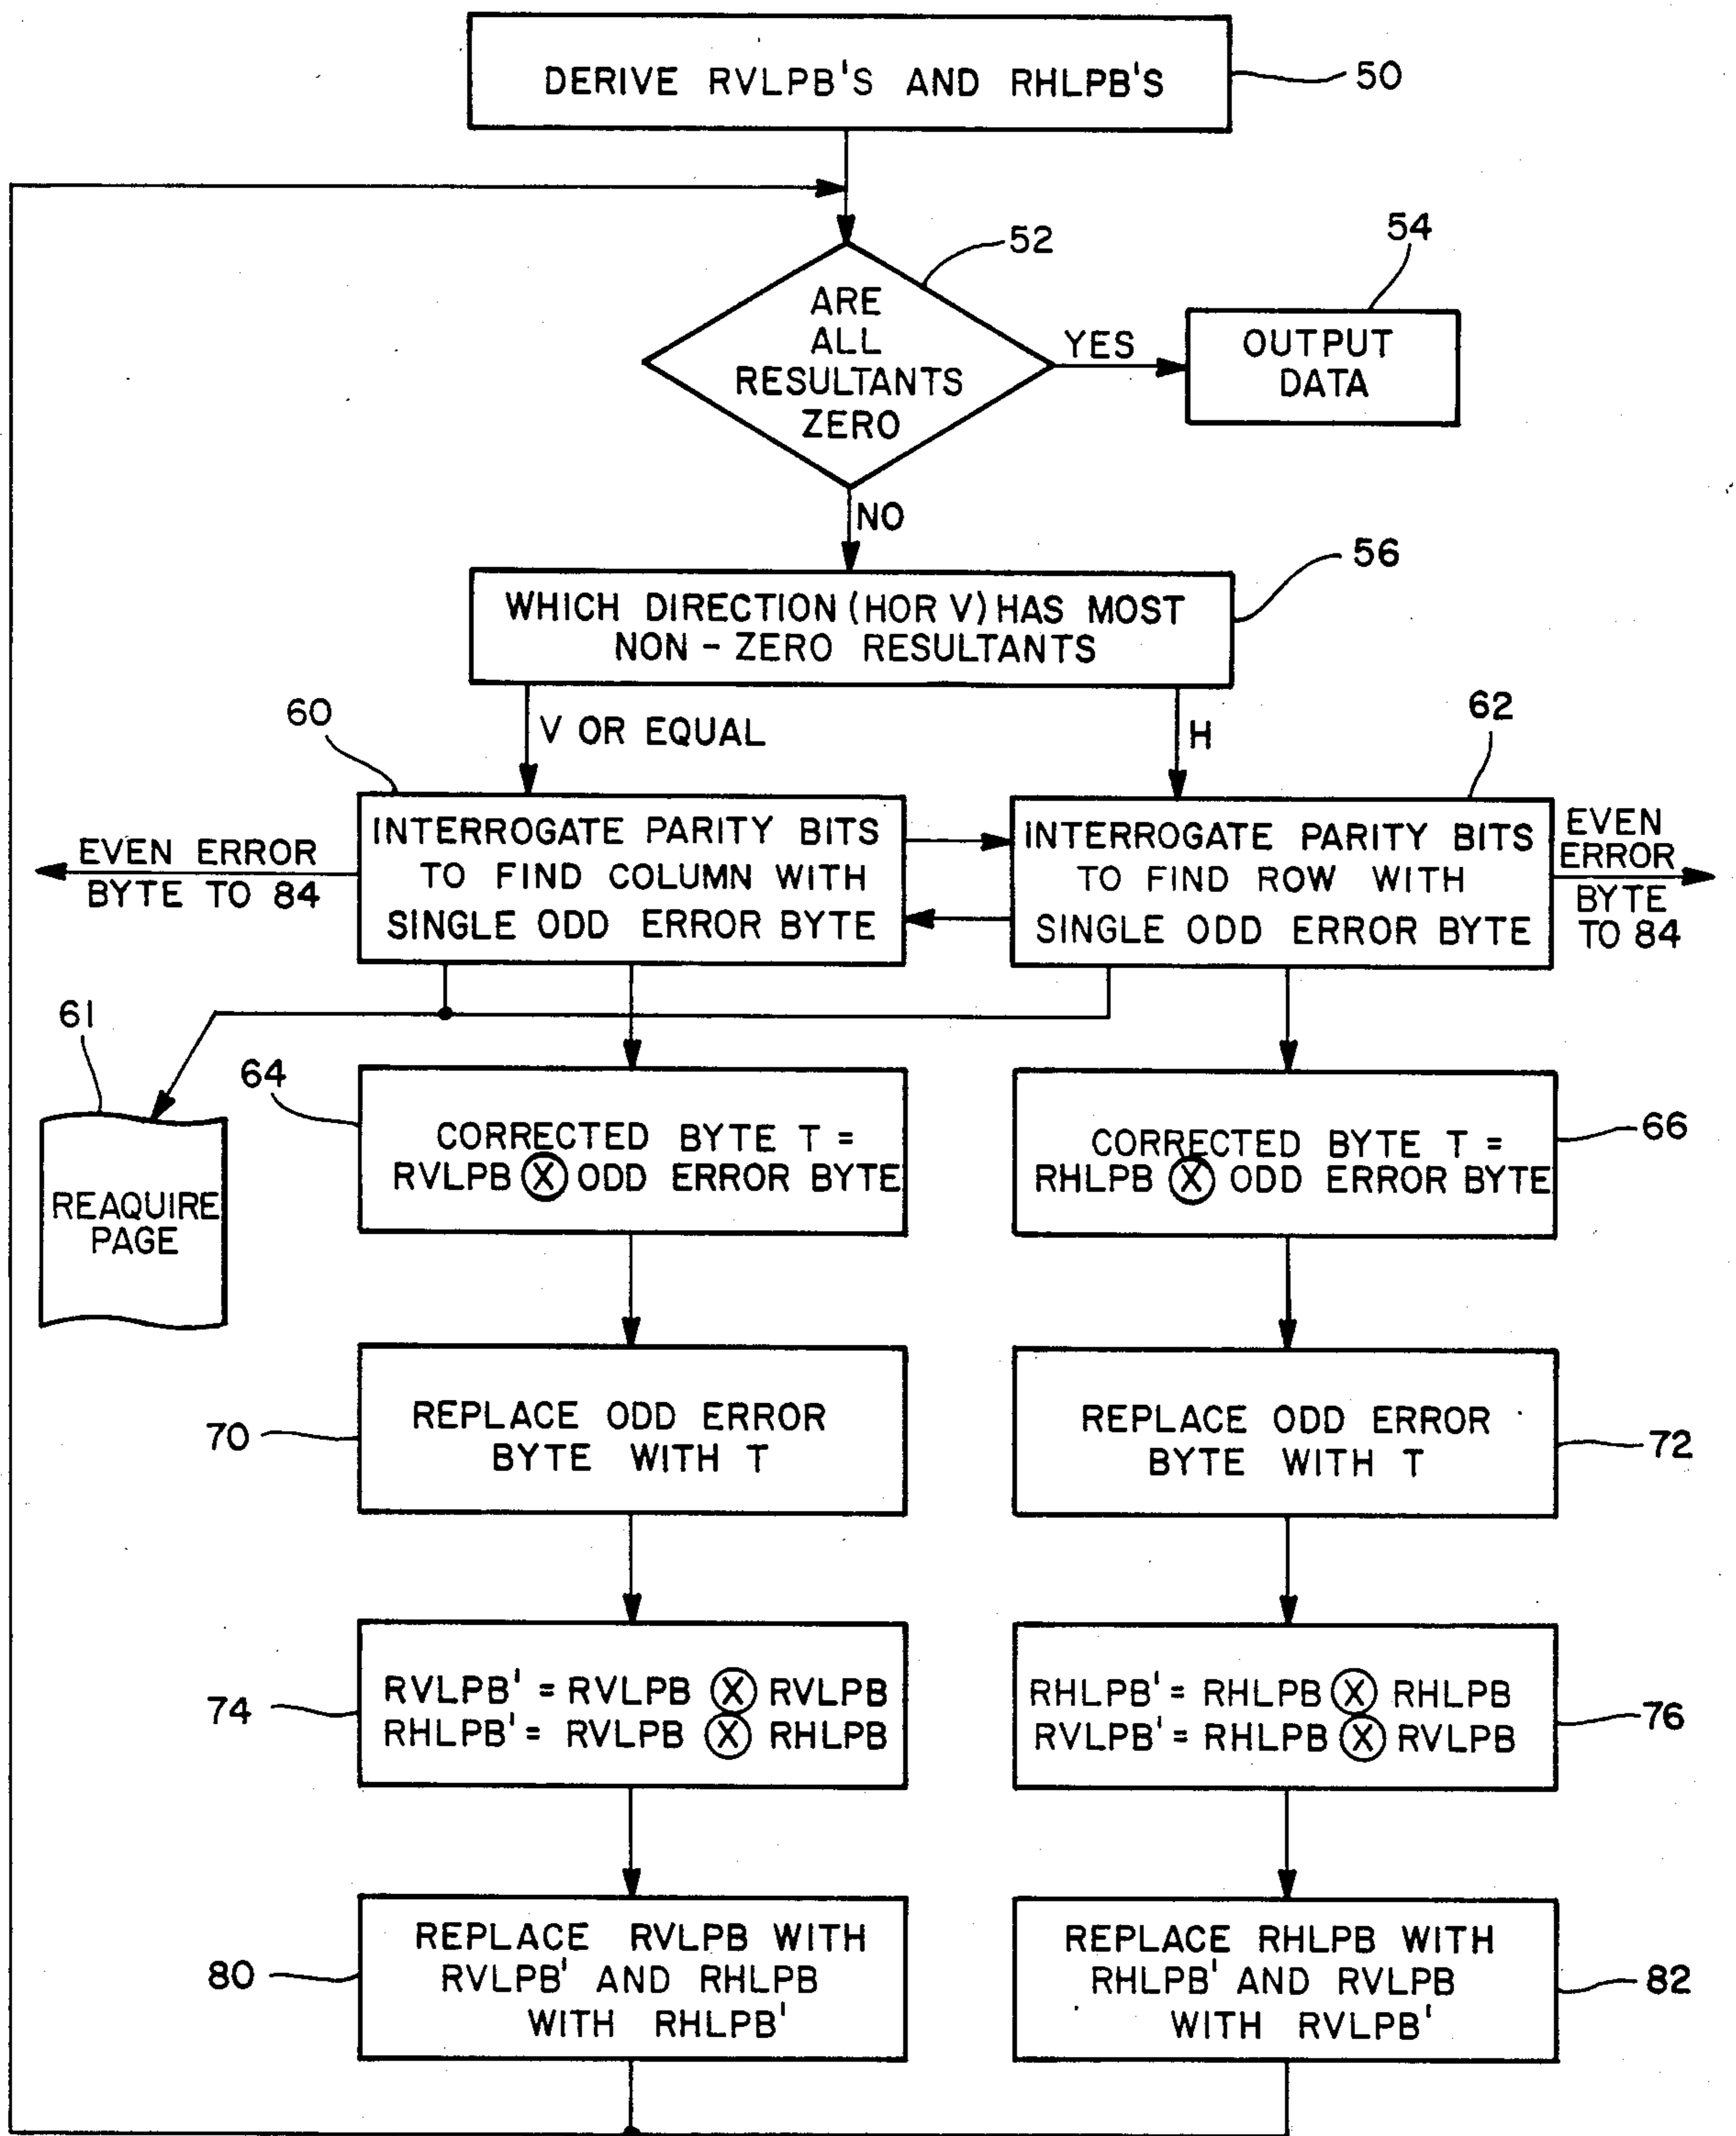 DERIVE RVLPB'S AND RHLPB'S
50
52
ARE
ALL
RESULTANTS
ZERO
YES
54
OUTPUT
DATA
NO
56
WHICH DIRECTION (H OR V) HAS MOST
NON - ZERO RESULTANTS
60
V OR EQUAL
H
62
EVEN ERROR
BYTE TO 84
INTERROGATE PARITY BITS
TO FIND COLUMN WITH
SINGLE ODD ERROR BYTE
INTERROGATE PARITY BITS
TO FIND ROW WITH
SINGLE ODD ERROR BYTE
EVEN
ERROR
BYTE
TO 84
61
REAQUIRE
PAGE
64
CORRECTED BYTE T =
RVLPB Ⓧ ODD ERROR BYTE
CORRECTED BYTE T =
RHLPB Ⓧ ODD ERROR BYTE
66
70
REPLACE ODD ERROR
BYTE WITH T
REPLACE ODD ERROR
BYTE WITH T
72
74
RVLPB' = RVLPB Ⓧ RVLPB
RHLPB' = RVLPB Ⓧ RHLPB
RHLPB' = RHLPB Ⓧ RHLPB
RVLPB' = RHLPB Ⓧ RVLPB
76
80
REPLACE RVLPB WITH
RVLPB' AND RHLPB
WITH RHLPB'
REPLACE RHLPB WITH
RHLPB' AND RVLPB
WITH RVLPB'
82